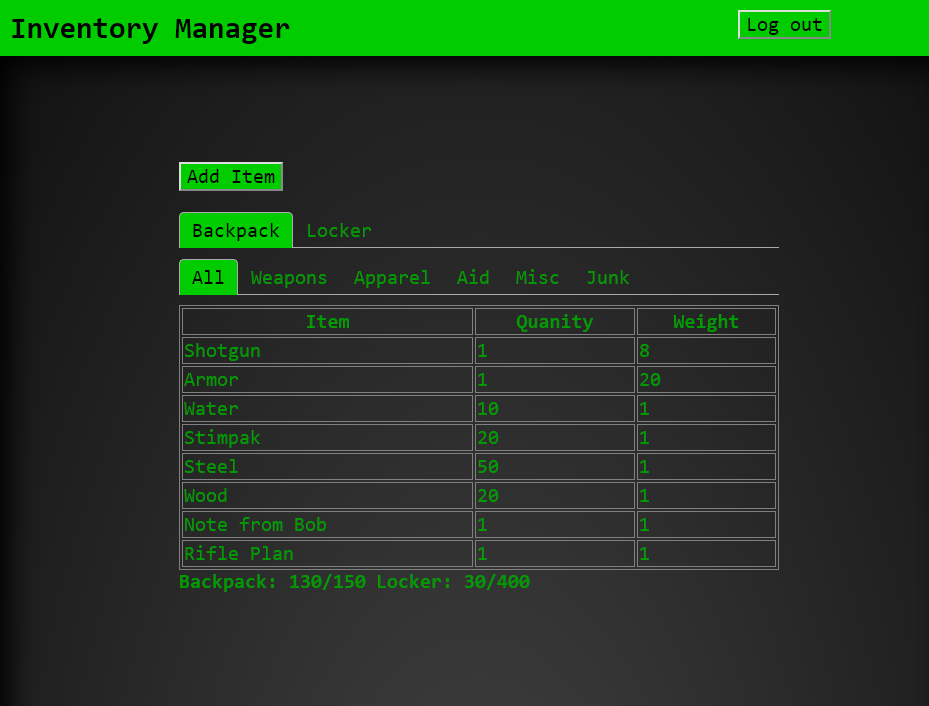 Inventory Manager Log out
Add Item
Backpack Locker
All Weapons Apparel Aid Misc Junk
Item Quanity Weight
Shotgun 1 8
Armor 1 20
Water 10 1
Stimpak 20 1
Steel 50 1
Wood 20 1
Note from Bob 1 1
Rifle Plan 1 1
Backpack: 130/150 Locker: 30/400